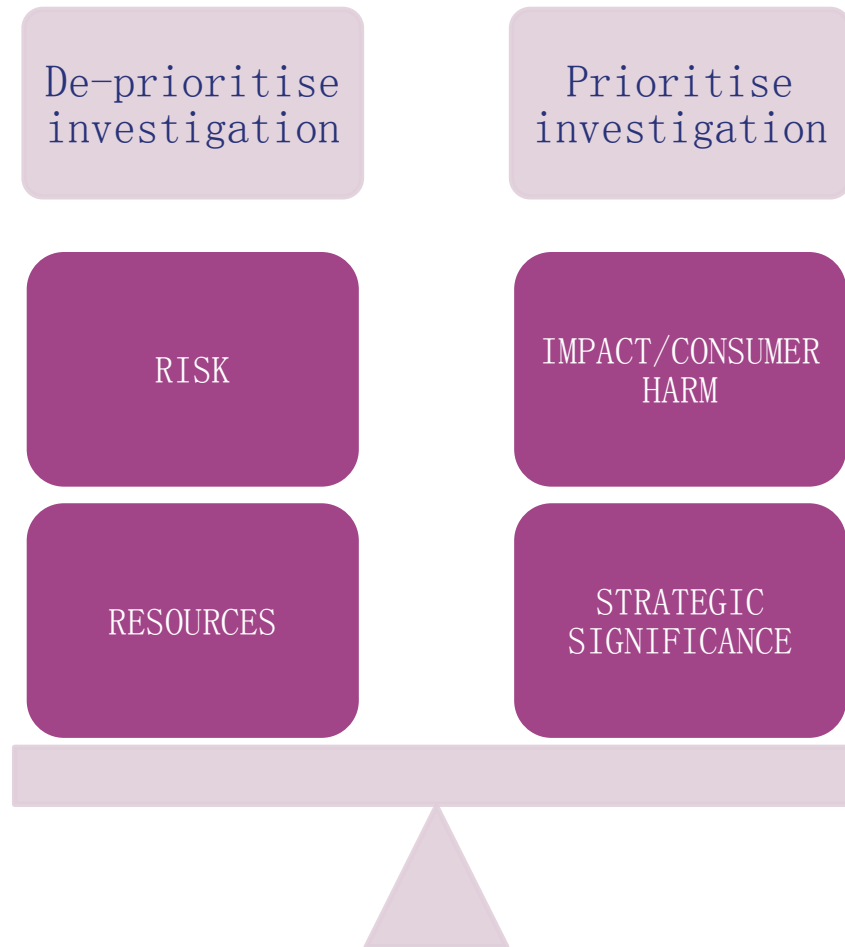 De-prioritise
investigation
Prioritise
investigation
RISK
IMPACT/CONSUMER
HARM
RESOURCES
STRATEGIC
SIGNIFICANCE